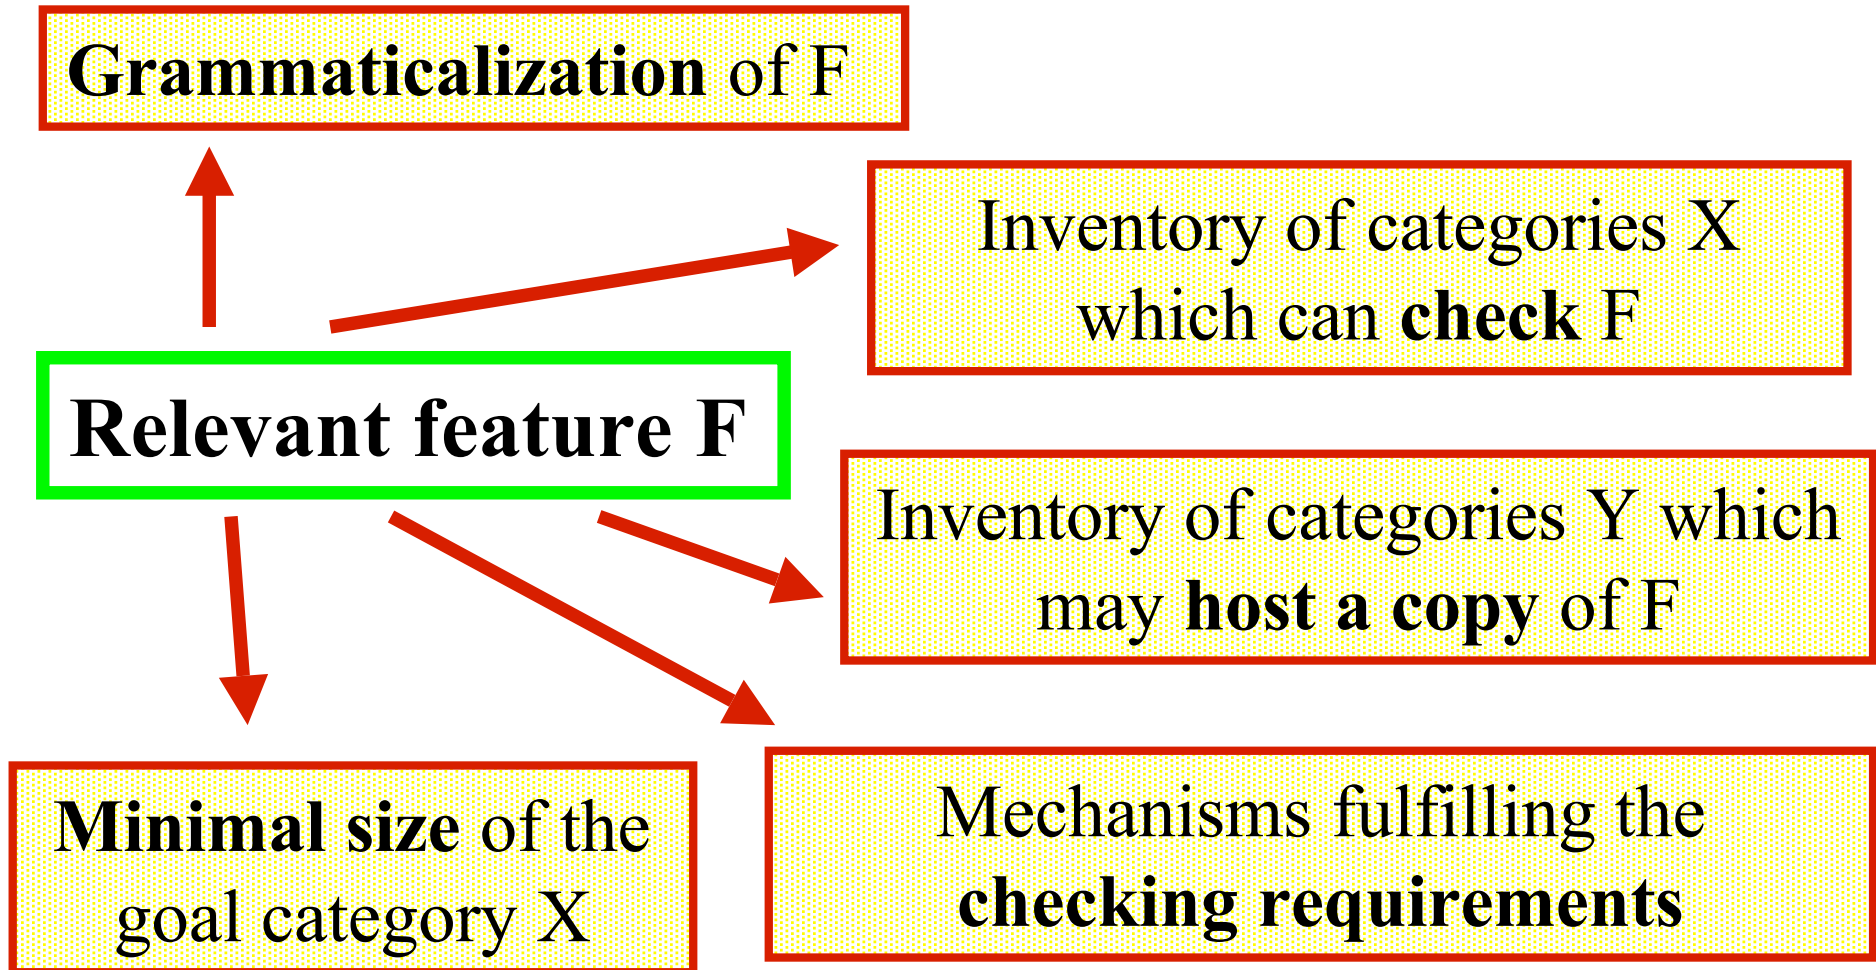 Grammaticalization of F
Inventory of categories X
which can check F
Relevant feature F
Inventory of categories Y which
may host a copy of F
Minimal size of the
goal category X
Mechanisms fulfilling the
checking requirements